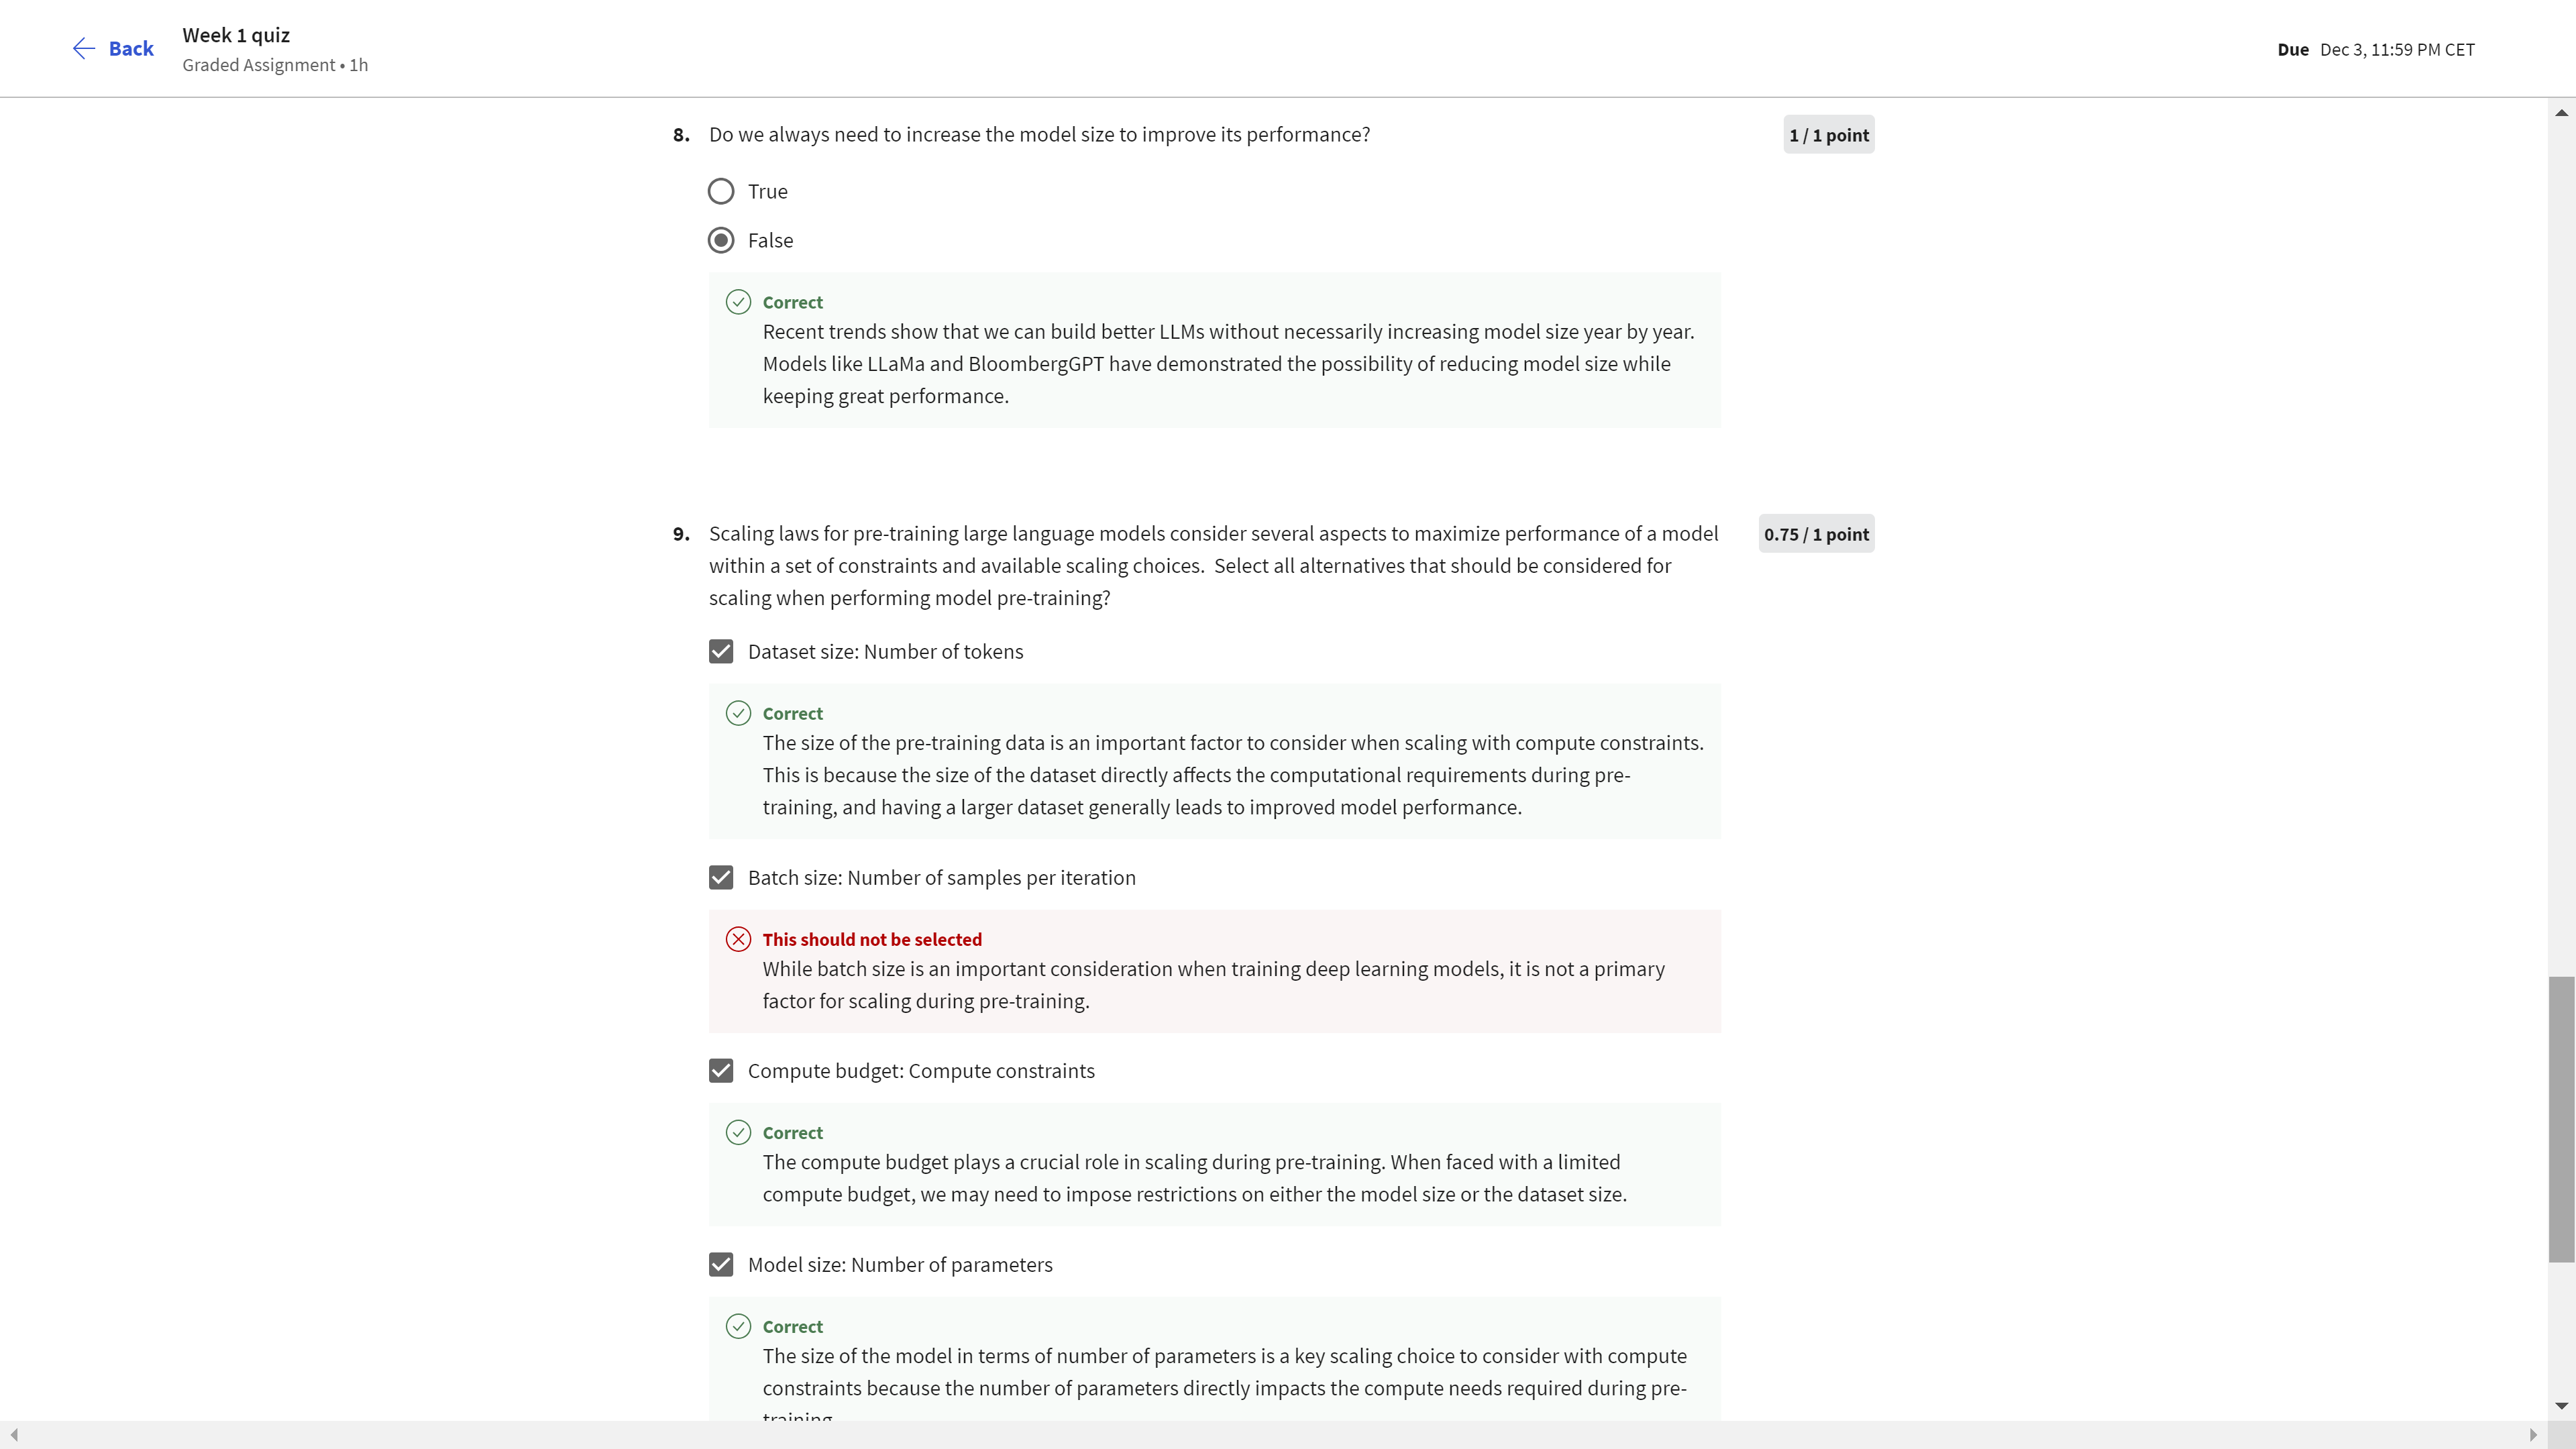 Back
Week 1 quiz
Graded Assignment • 1h
Due Dec 3, 11:59 PM CET
8. Do we always need to increase the model size to improve its performance?
1 / 1 point
True
False
Correct
Recent trends show that we can build better LLMs without necessarily increasing model size year by year.
Models like LLaMa and BloombergGPT have demonstrated the possibility of reducing model size while
keeping great performance.
9. Scaling laws for pre-training large language models consider several aspects to maximize performance of a model
within a set of constraints and available scaling choices. Select all alternatives that should be considered for
scaling when performing model pre-training?
0.75 / 1 point
Dataset size: Number of tokens
Correct
The size of the pre-training data is an important factor to consider when scaling with compute constraints.
This is because the size of the dataset directly affects the computational requirements during pre-
training, and having a larger dataset generally leads to improved model performance.
Batch size: Number of samples per iteration
This should not be selected
While batch size is an important consideration when training deep learning models, it is not a primary
factor for scaling during pre-training.
Compute budget: Compute constraints
Correct
The compute budget plays a crucial role in scaling during pre-training. When faced with a limited
compute budget, we may need to impose restrictions on either the model size or the dataset size.
Model size: Number of parameters
Correct
The size of the model in terms of number of parameters is a key scaling choice to consider with compute
constraints because the number of parameters directly impacts the compute needs required during pre-
training